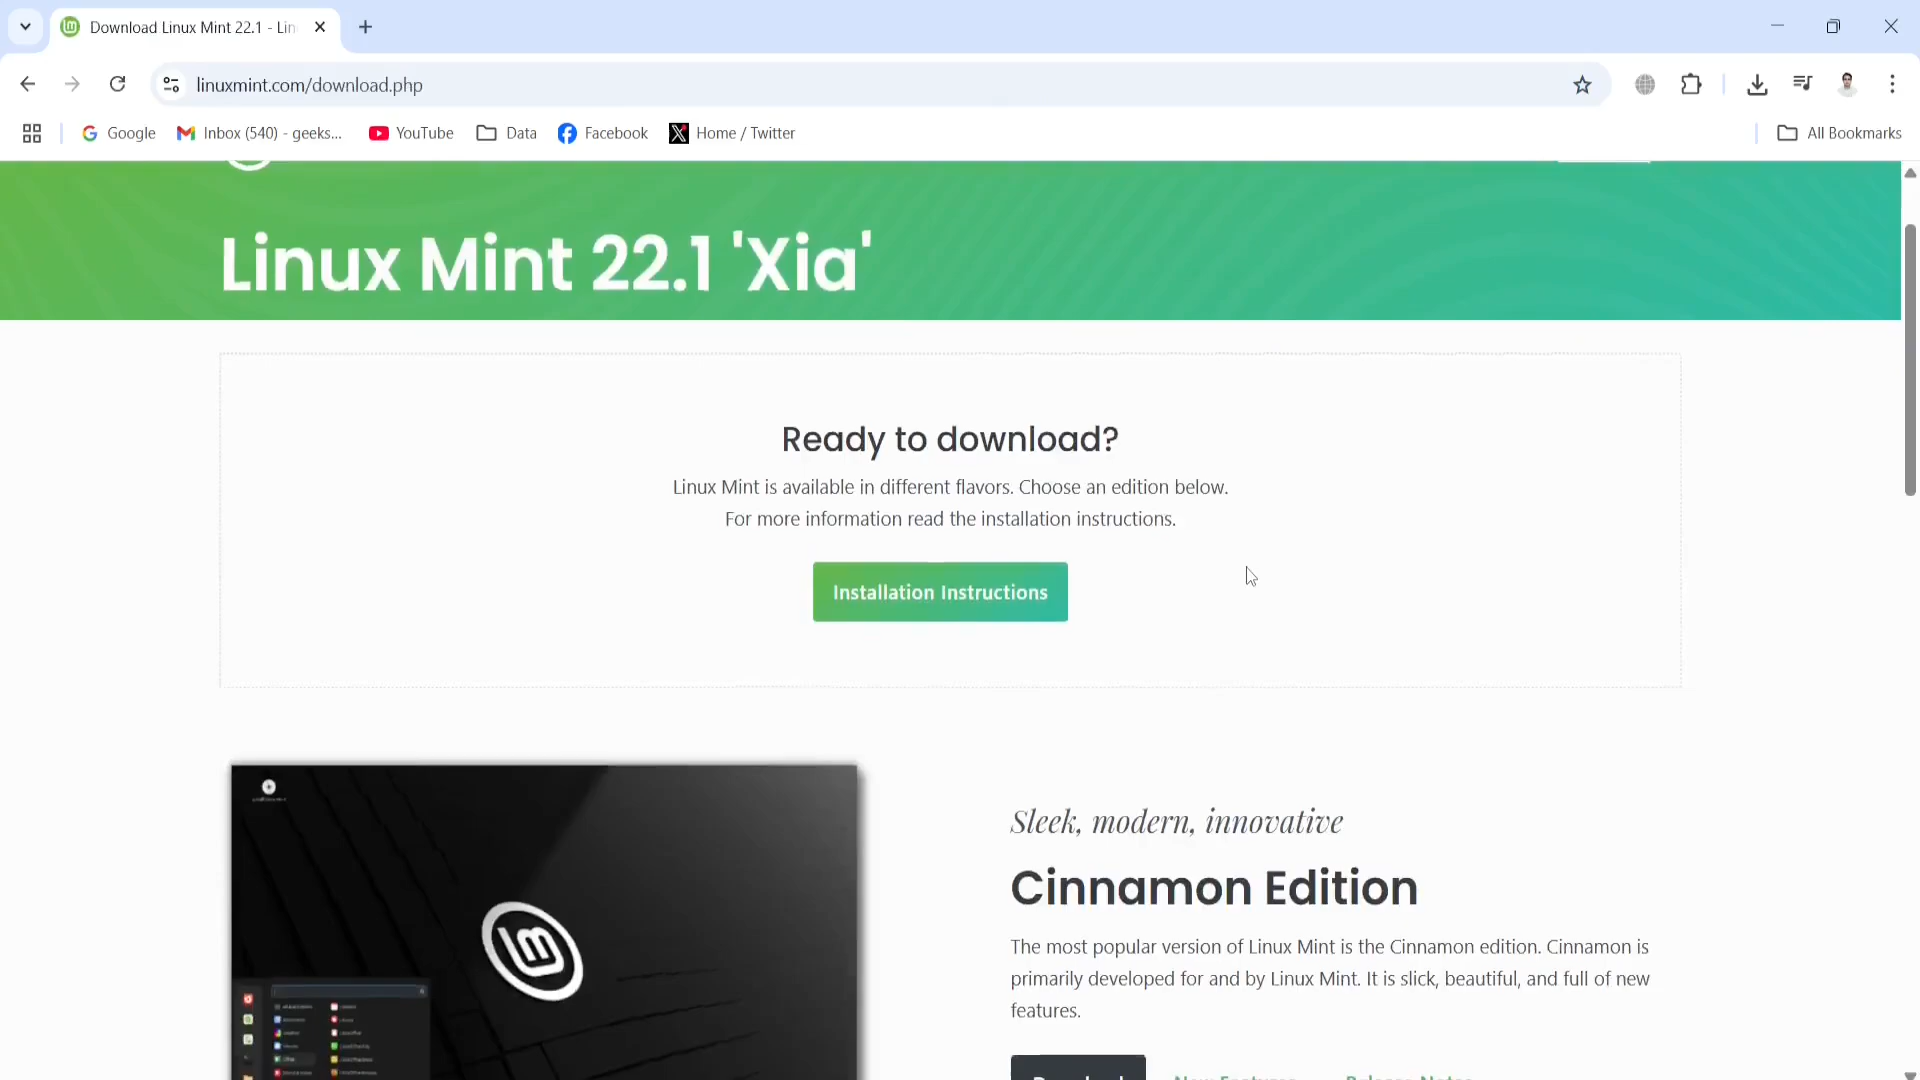 Download Linux Mint 22.1 - Lin
linuxmint.com/download.php
Google
Inbox (540) - geeks...
YouTube
Data
Facebook
Home / Twitter
All Bookmarks
Linux Mint 22.1 'Xia'
Ready to download?
Linux Mint is available in different flavors. Choose an edition below.
For more information read the installation instructions.
Installation Instructions
Sleek, modern, innovative
Cinnamon Edition
The most popular version of Linux Mint is the Cinnamon edition. Cinnamon is
primarily developed for and by Linux Mint. It is slick, beautiful, and full of new
features.